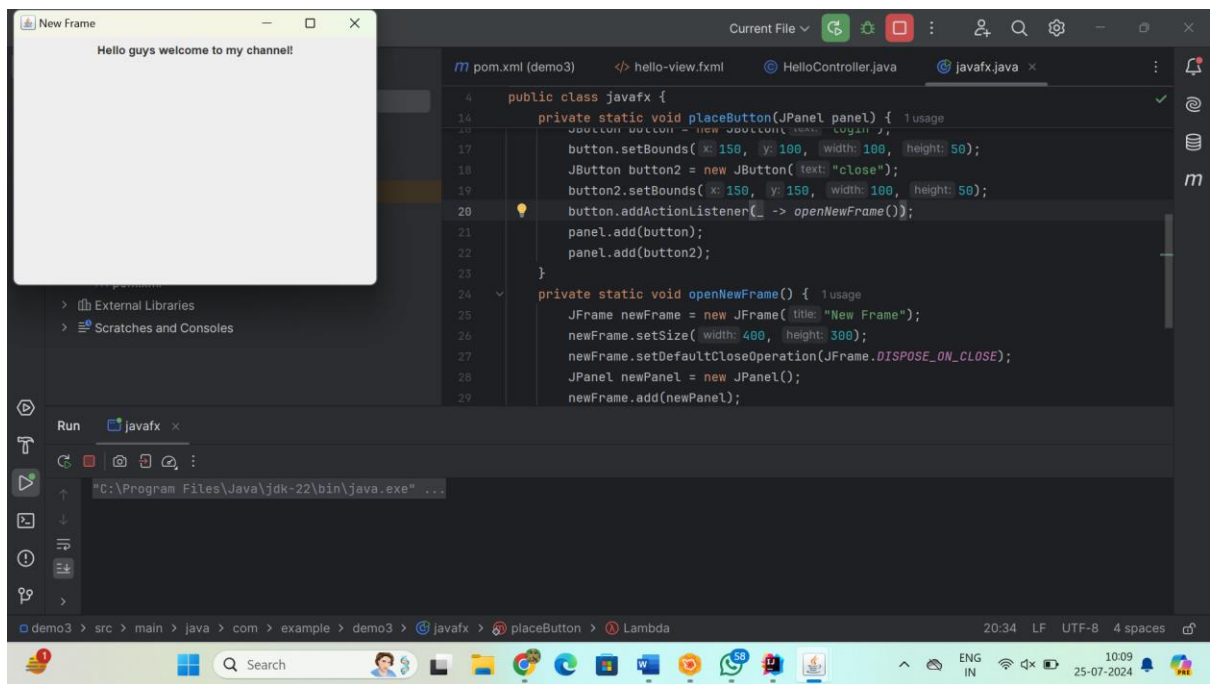 New Frame
Hello guys welcome to my channel!
Current File
pom.xml (demo3)
hello-view.fxml
HelloController.java
javafx.java
4 public class javafx {
14 private static void placeButton(JPanel panel) { 1 usage
17 button.setBounds( x: 150, y: 100, width: 100, height: 50);
18 JButton button2 = new JButton( text: "close");
19 button2.setBounds( x: 150, y: 150, width: 100, height: 50);
20 button.addActionListener(_ -> openNewFrame());
21 panel.add(button);
22 panel.add(button2);
23 }
24 private static void openNewFrame() { 1 usage
25 JFrame newFrame = new JFrame( title: "New Frame");
26 newFrame.setSize( width: 400, height: 300);
27 newFrame.setDefaultCloseOperation(JFrame.DISPOSE_ON_CLOSE);
28 JPanel newPanel = new JPanel();
29 newFrame.add(newPanel);
External Libraries
Scratches and Consoles
Run javafx
"C:\Program Files\Java\jdk-22\bin\java.exe" ...
demo3 > src > main > java > com > example > demo3 > javafx > placeButton > Lambda
20:34 LF UTF-8 4 spaces
1
Search
58
ENG
IN
10:09
25-07-2024
PRE